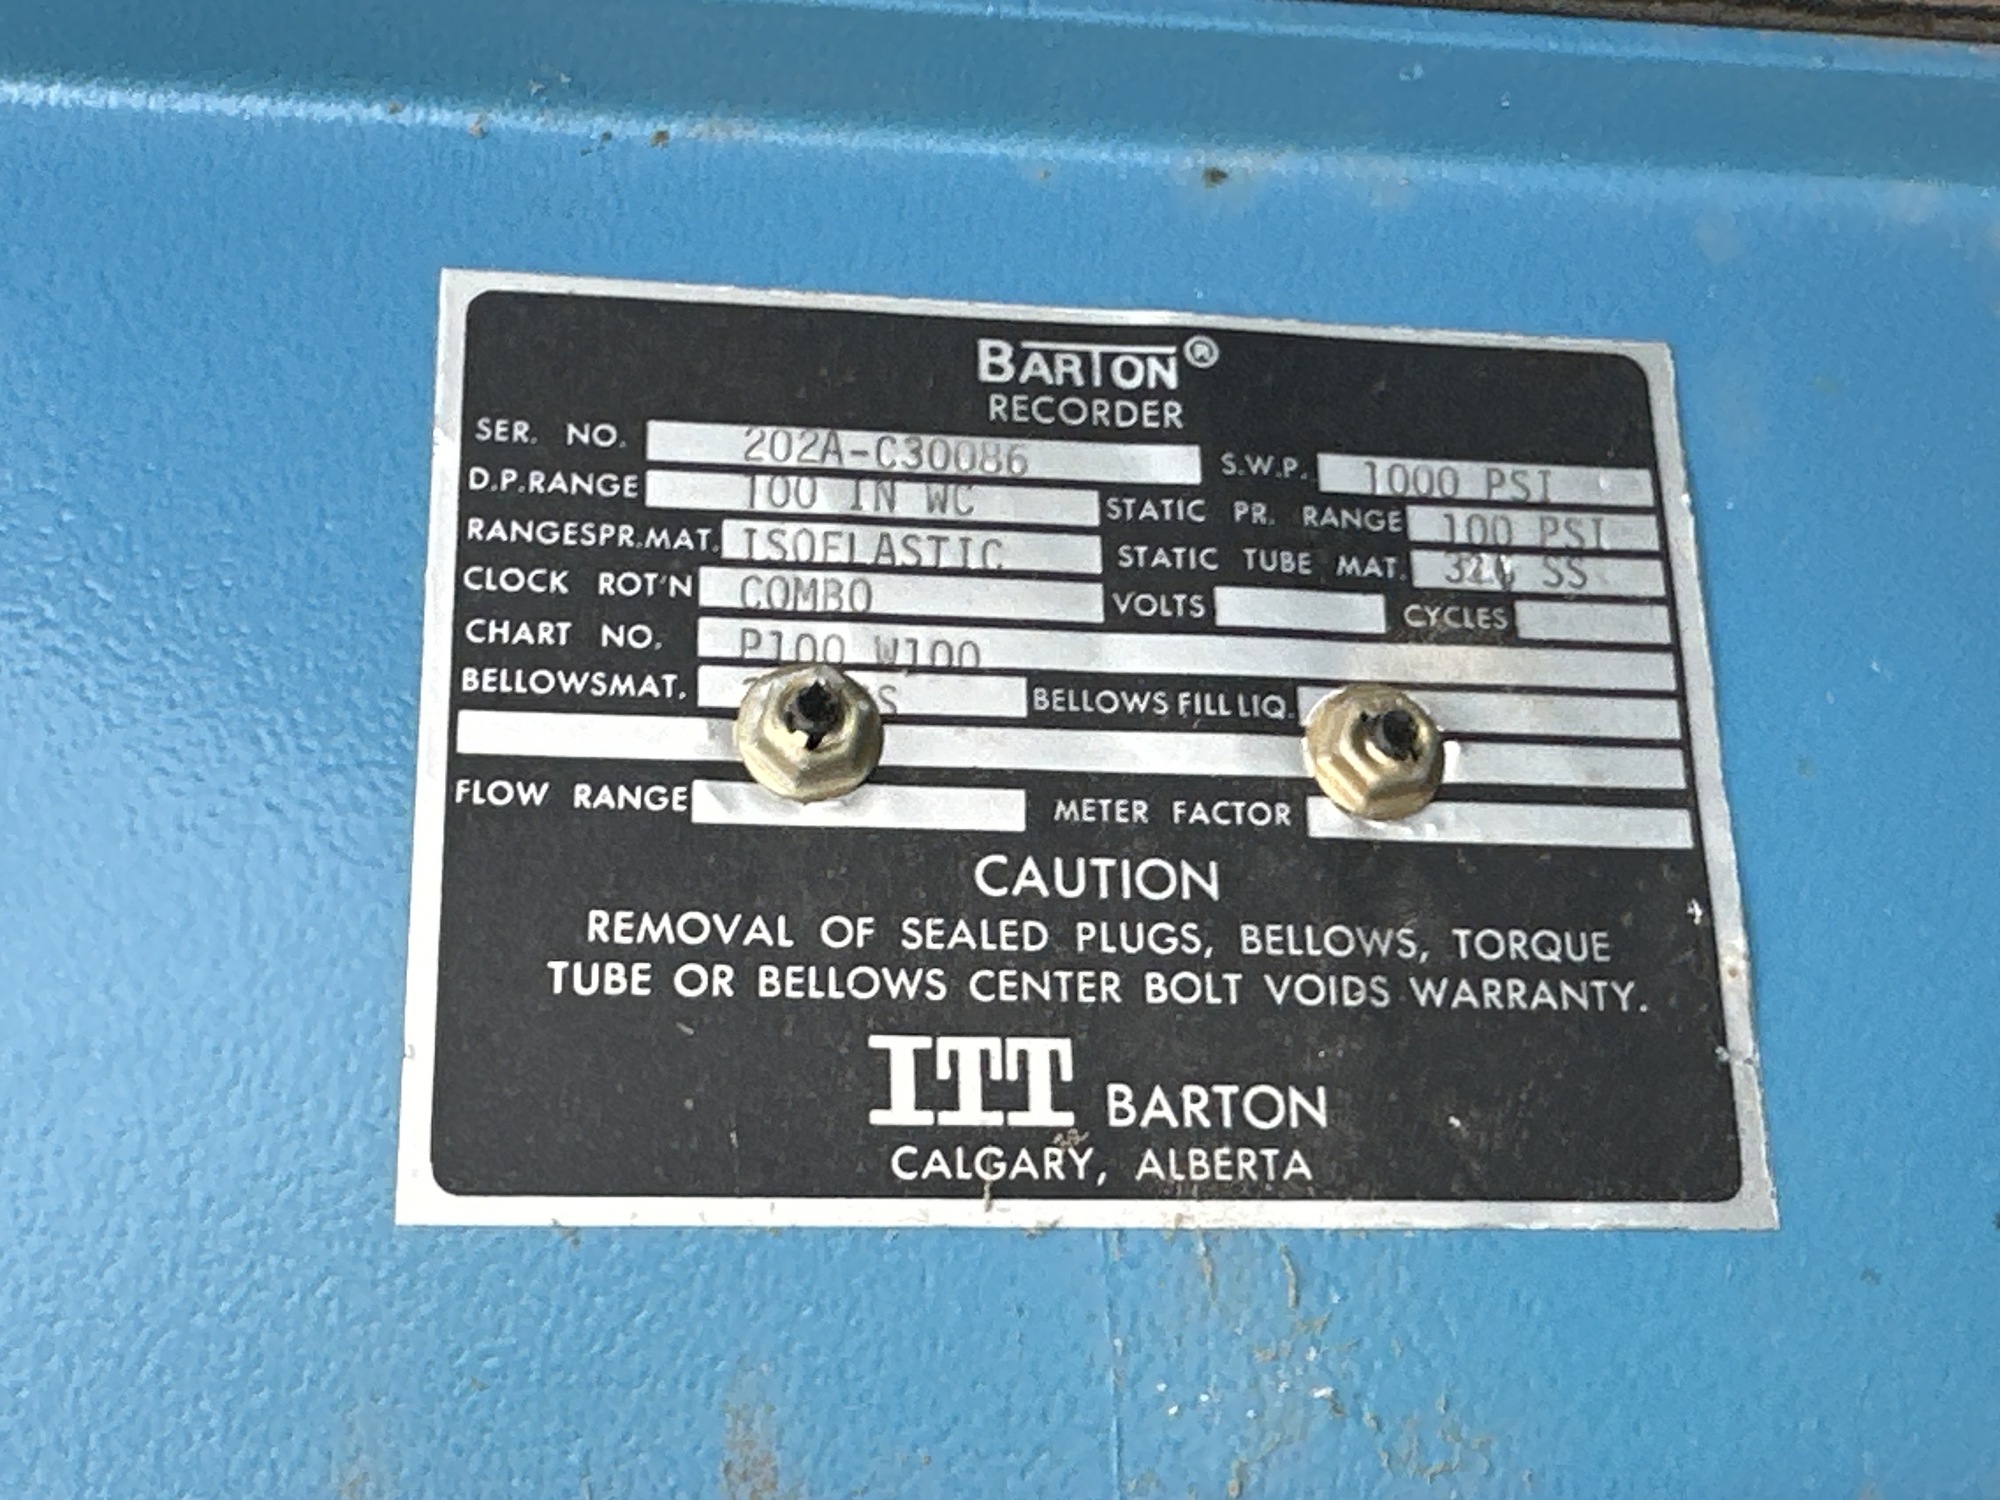 BARTON®
RECORDER
SER. NO. 202A-C30086 S.W.P. 1000 PSI
D.P.RANGE 100 IN WC STATIC PR. RANGE 100 PSI
RANGESPR.MAT. ISOELASTIC STATIC TUBE MAT. SS
CLOCK ROT'N COMBO VOLTS CYCLES
CHART NO. P100 W100
BELLOWSMAT. BELLOWS FILL LIQ.
FLOW RANGE METER FACTOR
CAUTION
REMOVAL OF SEALED PLUGS, BELLOWS, TORQUE
TUBE OR BELLOWS CENTER BOLT VOIDS WARRANTY.
ITT BARTON
CALGARY, ALBERTA